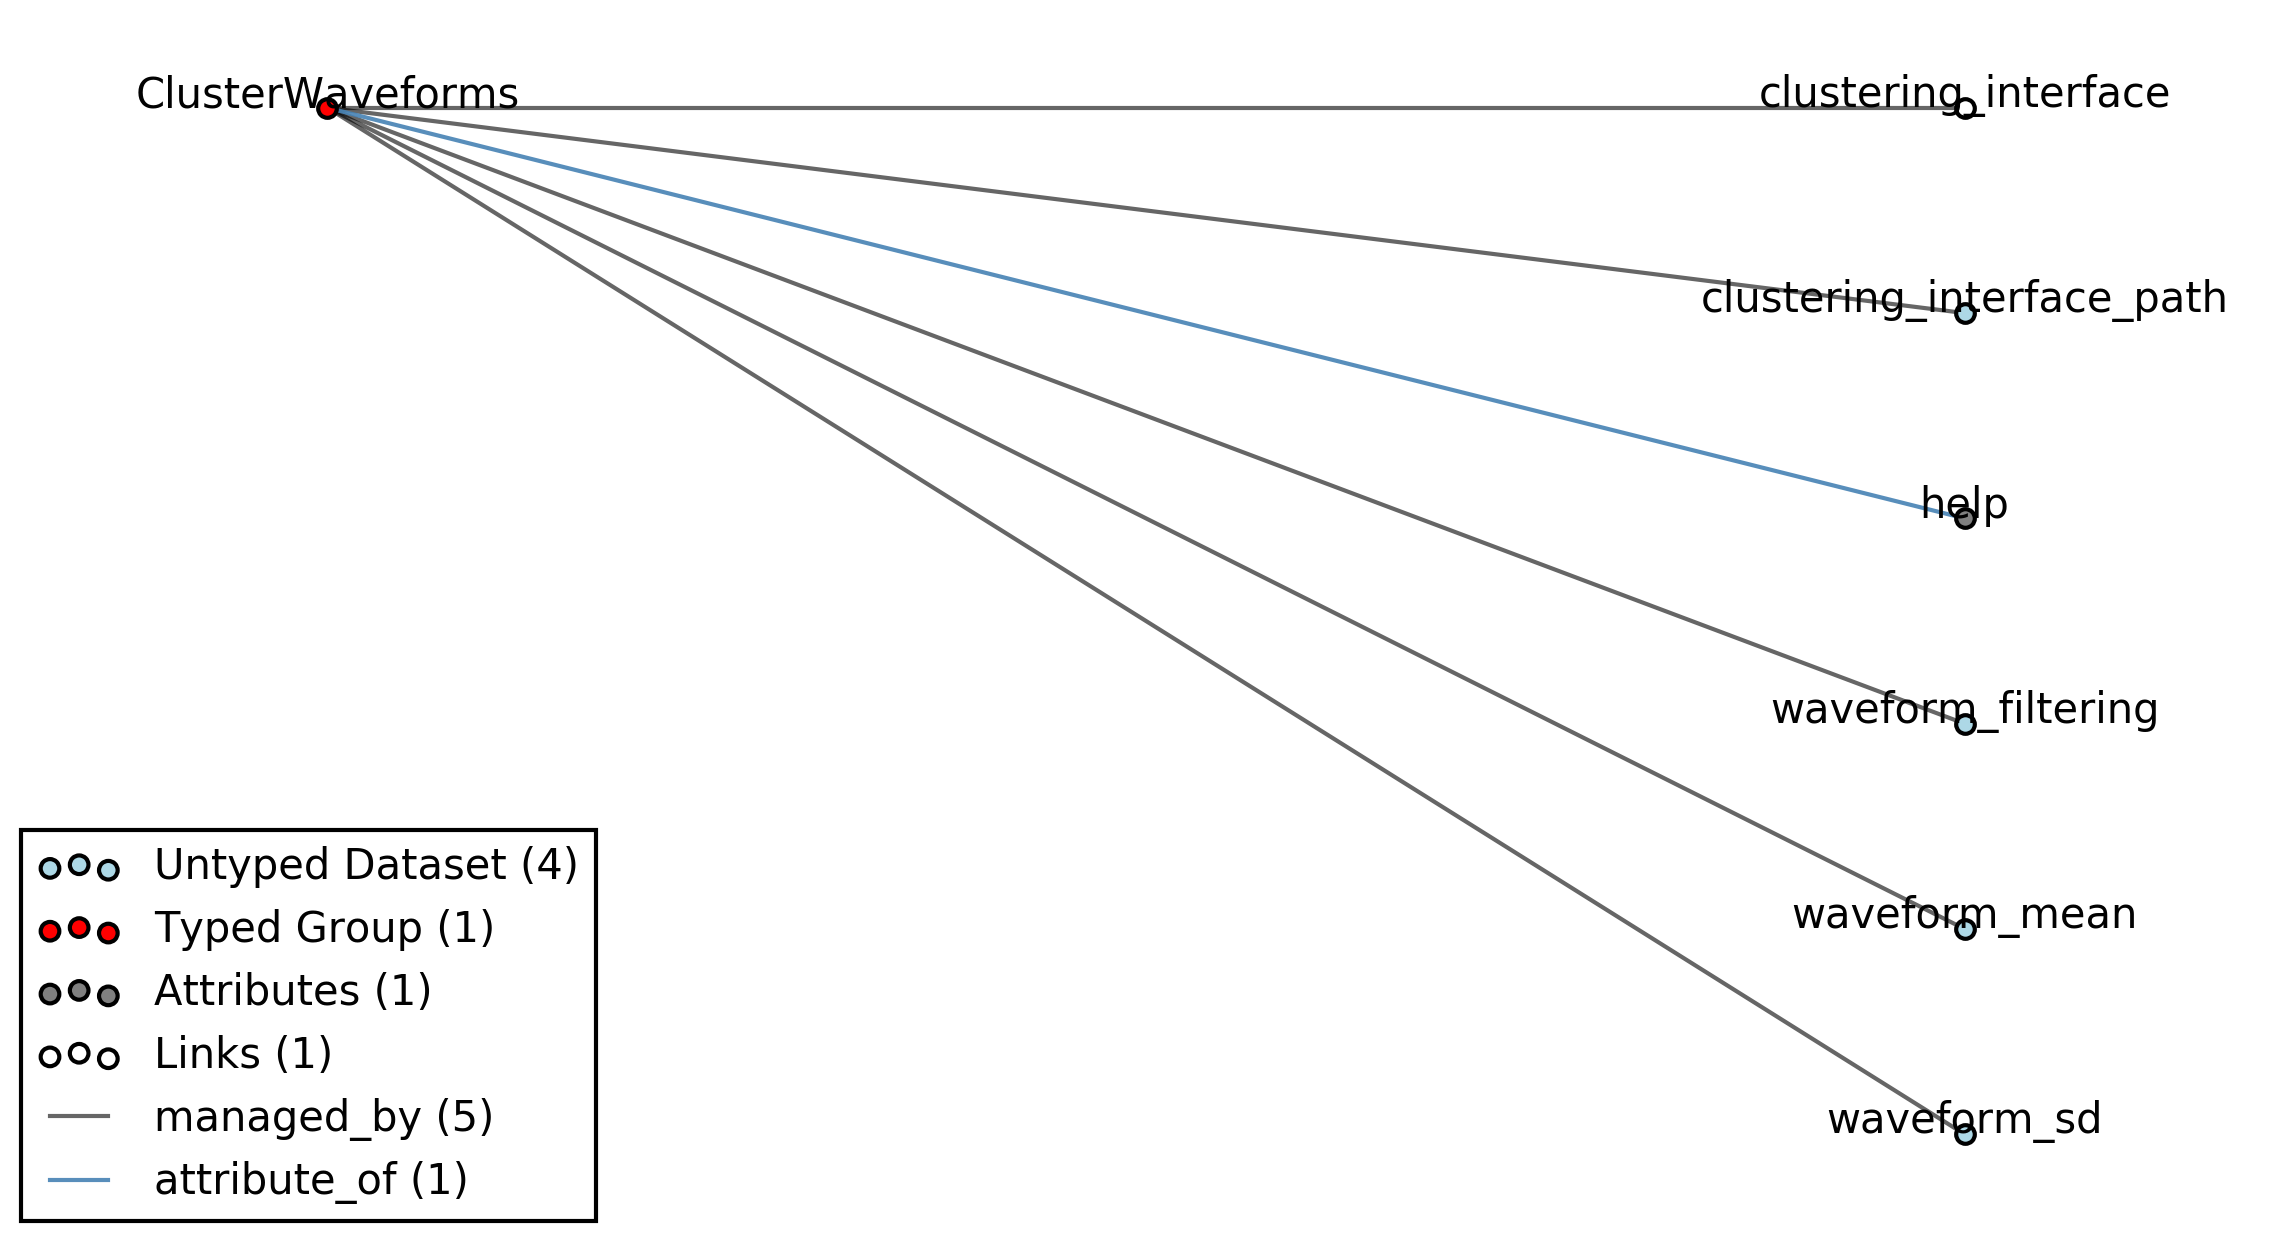 ClusterWaveforms
clustering_interface
clustering_interface_path
help
waveform_filtering
waveform_mean
waveform_sd
Untyped Dataset (4)
Typed Group (1)
Attributes (1)
Links (1)
managed_by (5)
attribute_of (1)